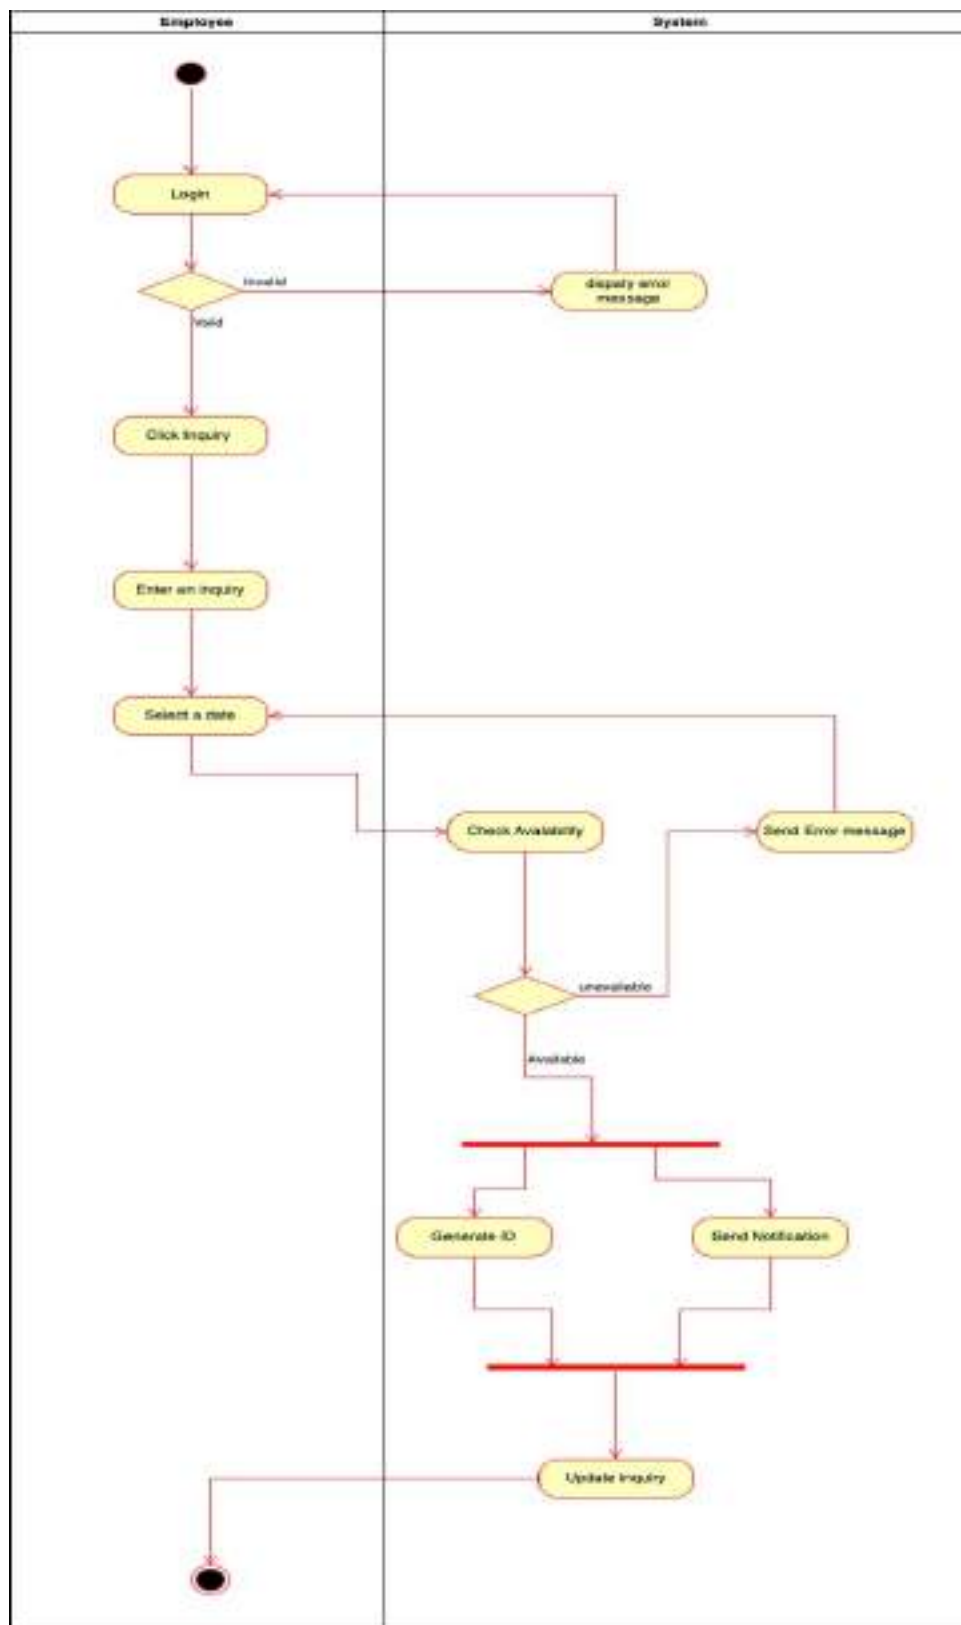 Employee
System
Login
Invalid
dispaly error
message
Valid
Click Inquiry
Enter an inquiry
Select a date
Check Availability
Send Error message
unavailable
Available
Generate ID
Send Notification
Update inquiry